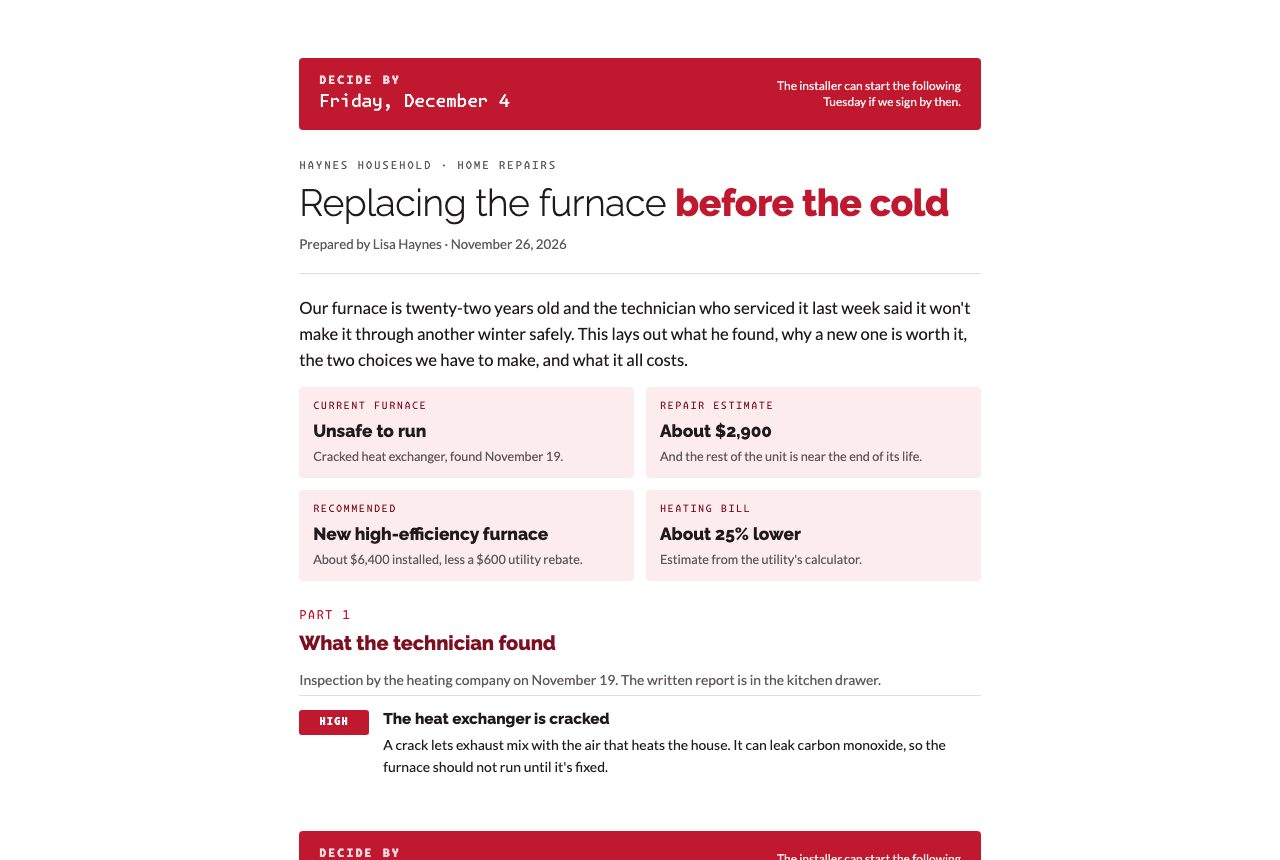 DECIDE BY
Friday, December 4
The installer can start the following
Tuesday if we sign by then.
HAYNES HOUSEHOLD · HOME REPAIRS
Replacing the furnace before the cold
Prepared by Lisa Haynes · November 26, 2026
Our furnace is twenty-two years old and the technician who serviced it last week said it won't
make it through another winter safely. This lays out what he found, why a new one is worth it,
the two choices we have to make, and what it all costs.
CURRENT FURNACE
Unsafe to run
Cracked heat exchanger, found November 19.
REPAIR ESTIMATE
About $2,900
And the rest of the unit is near the end of its life.
RECOMMENDED
New high-efficiency furnace
About $6,400 installed, less a $600 utility rebate.
HEATING BILL
About 25% lower
Estimate from the utility's calculator.
PART 1
What the technician found
Inspection by the heating company on November 19. The written report is in the kitchen drawer.
HIGH
The heat exchanger is cracked
A crack lets exhaust mix with the air that heats the house. It can leak carbon monoxide, so the
furnace should not run until it's fixed.
DECIDE BY
The installer can start the following